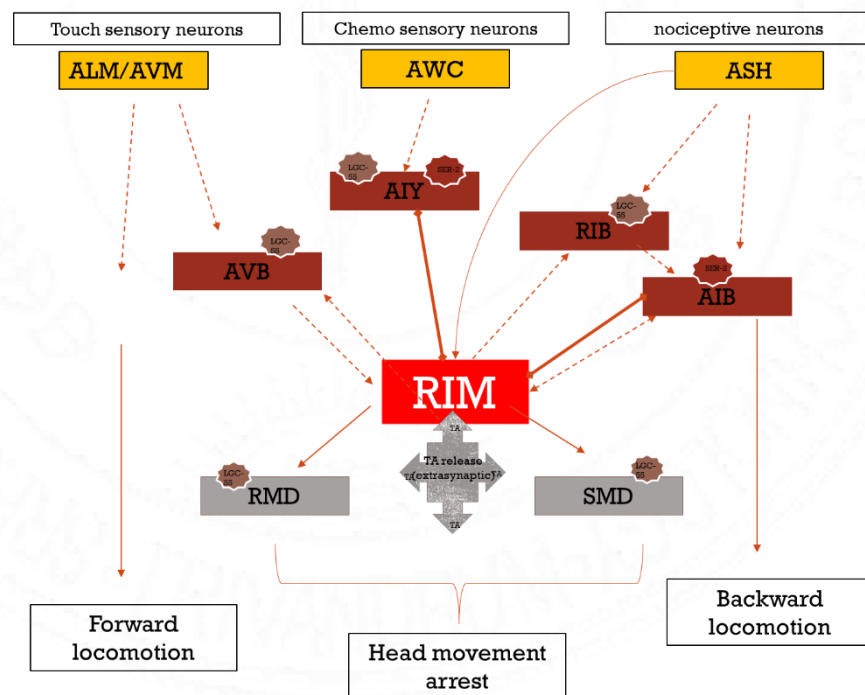 Touch sensory neurons
Chemo sensory neurons
nociceptive neurons
ALM/AVM
AWC
ASH
LGC-
55
SER-2
AIY
LGC-
55
RIB
LGC-
55
AVB
SER-2
AIB
RIM
TA
TA release
TA
(extrasynaptic)
TA
TA
LGC-
55
RMD
LGC-
55
SMD
Forward
locomotion
Head movement
arrest
Backward
locomotion